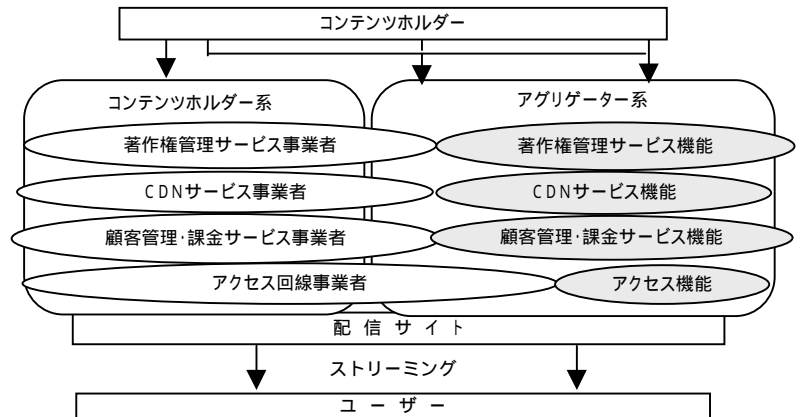 コンテンツホルダー
コンテンツホルダー系
アグリゲーター系
著作権管理サービス事業者
著作権管理サービス機能
CDNサービス事業者
CDNサービス機能
顧客管理・課金サービス事業者
顧客管理・課金サービス機能
アクセス回線事業者
アクセス機能
配信サイト
ストリーミング
ユーザー